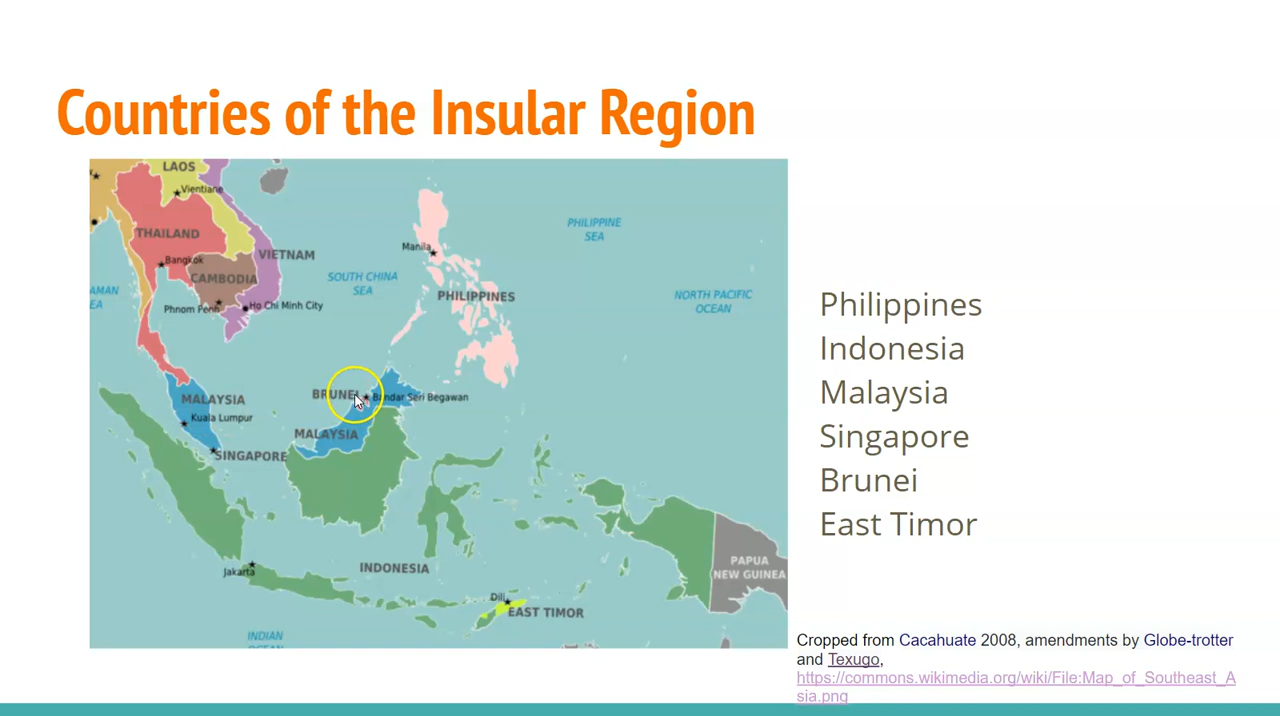 Countries of the Insular Region
LAOS
Vientiane
THAILAND
Bangkok
VIETNAM
CAMBODIA
Phnom Penh
Ho Chi Minh City
AMAN
SEA
SOUTH CHINA
SEA
Manila
PHILIPPINES
PHILIPPINE
SEA
NORTH PACIFIC
OCEAN
BRUNEI
Bandar Seri Begawan
MALAYSIA
Kuala Lumpur
MALAYSIA
SINGAPORE
Jakarta
INDONESIA
Dili
EAST TIMOR
PAPUA
NEW GUINEA
INDIAN
OCEAN
Philippines
Indonesia
Malaysia
Singapore
Brunei
East Timor
Cropped from Cacahuate 2008, amendments by Globe-trotter
and Texugo,
https://commons.wikimedia.org/wiki/File:Map_of_Southeast_A
sia.png